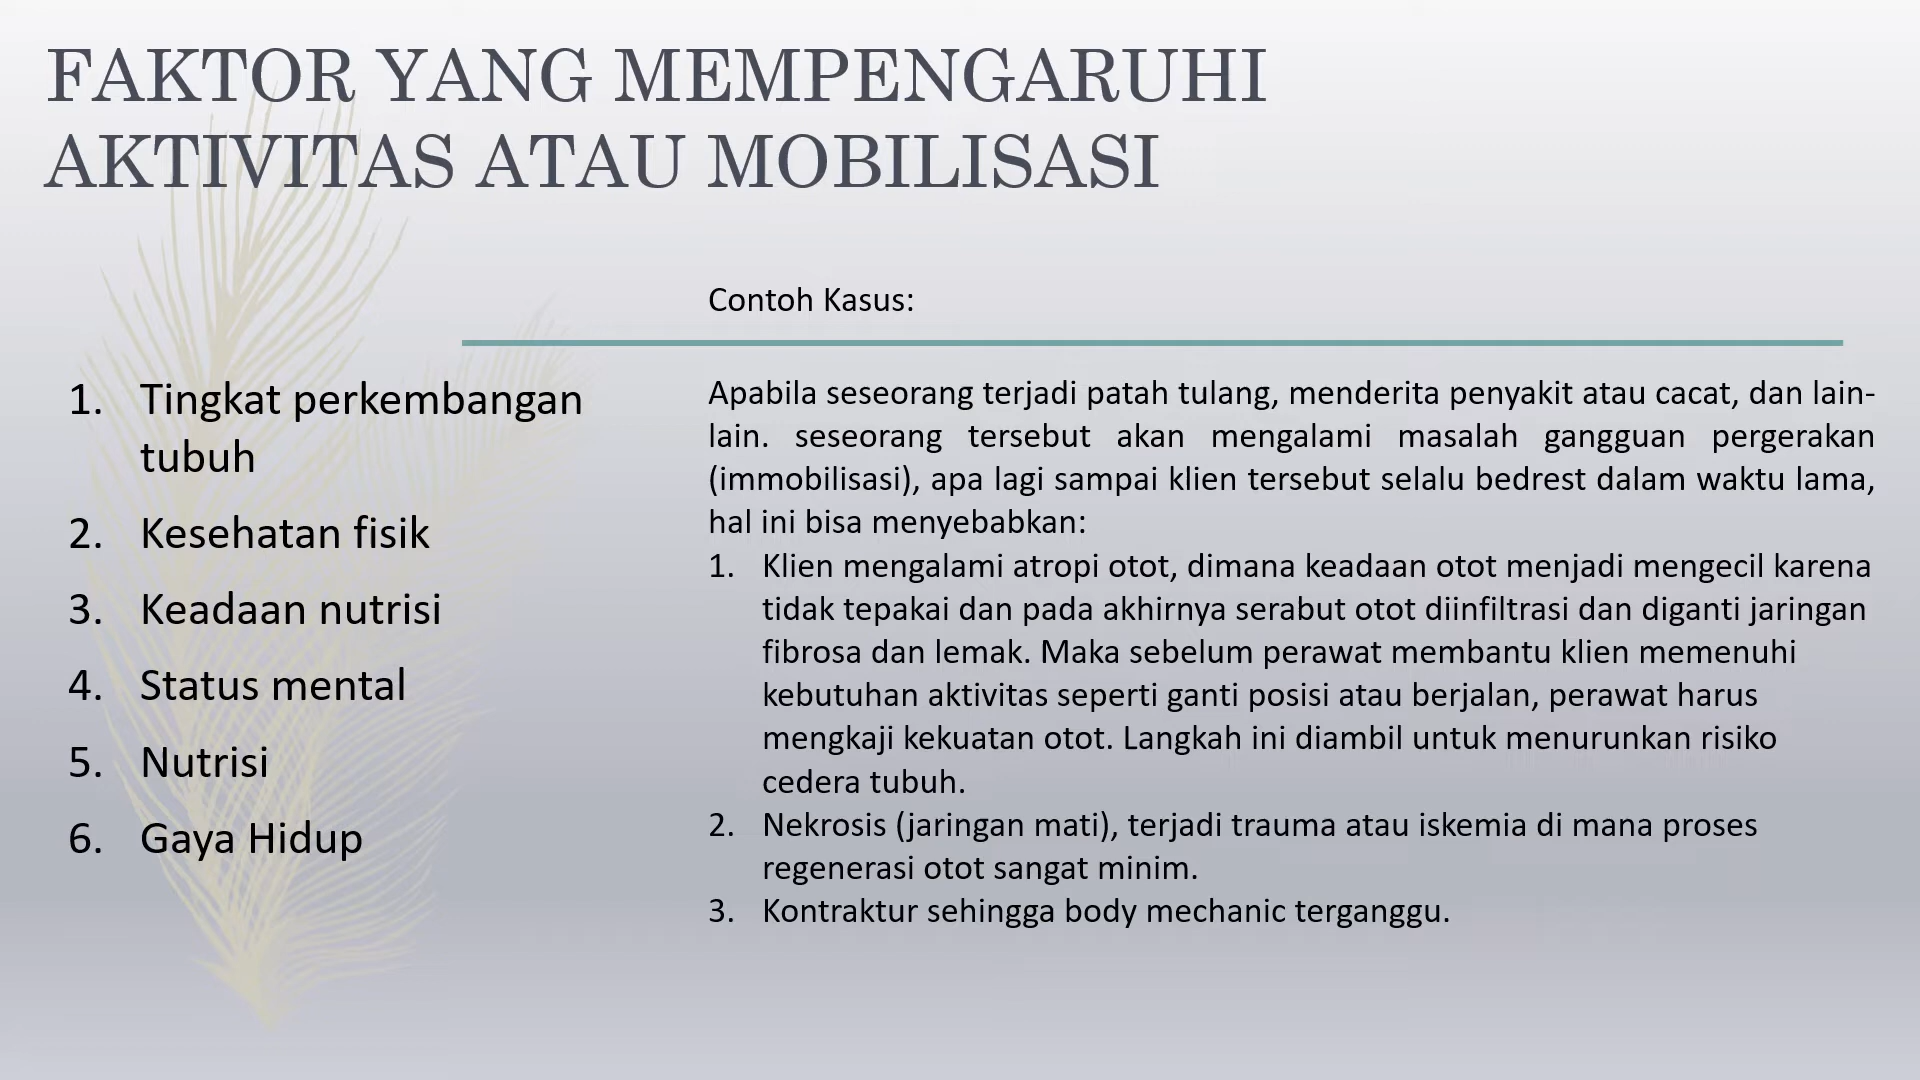 FAKTOR YANG MEMPENGARUHI
AKTIVITAS ATAU MOBILISASI
1. Tingkat perkembangan
tubuh
2. Kesehatan fisik
3. Keadaan nutrisi
4. Status mental
5. Nutrisi
6. Gaya Hidup
Contoh Kasus:
Apabila seseorang terjadi patah tulang, menderita penyakit atau cacat, dan lain-
lain. seseorang tersebut akan mengalami masalah gangguan pergerakan
(immobilisasi), apa lagi sampai klien tersebut selalu bedrest dalam waktu lama,
hal ini bisa menyebabkan:
1. Klien mengalami atropi otot, dimana keadaan otot menjadi mengecil karena
tidak tepakai dan pada akhirnya serabut otot diinfiltrasi dan diganti jaringan
fibrosa dan lemak. Maka sebelum perawat membantu klien memenuhi
kebutuhan aktivitas seperti ganti posisi atau berjalan, perawat harus
mengkaji kekuatan otot. Langkah ini diambil untuk menurunkan risiko
cedera tubuh.
2. Nekrosis (jaringan mati), terjadi trauma atau iskemia di mana proses
regenerasi otot sangat minim.
3. Kontraktur sehingga body mechanic terganggu.